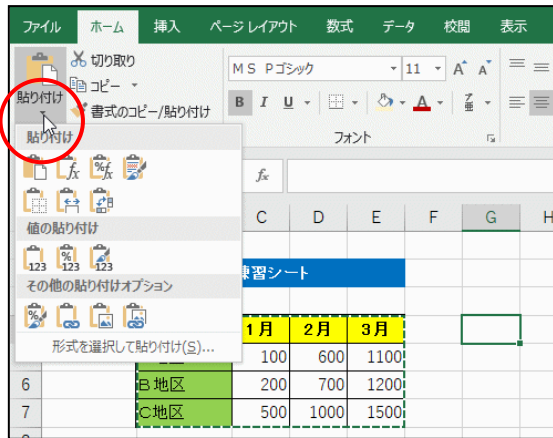 ファイル ホーム 挿入 ページレイアウト 数式 データ 校閲 表示
切り取り
コピー
書式のコピー/貼り付け
貼り付け
ＭＳ Ｐゴシック 11 A A
B I U A
フォント
貼り付け
fx %fx
fx
値の貼り付け
123 %123 123
その他の貼り付けオプション
形式を選択して貼り付け(S)...
C D E F G H
練習シート
1月 2月 3月
100 600 1100
6 B地区 200 700 1200
7 C地区 500 1000 1500